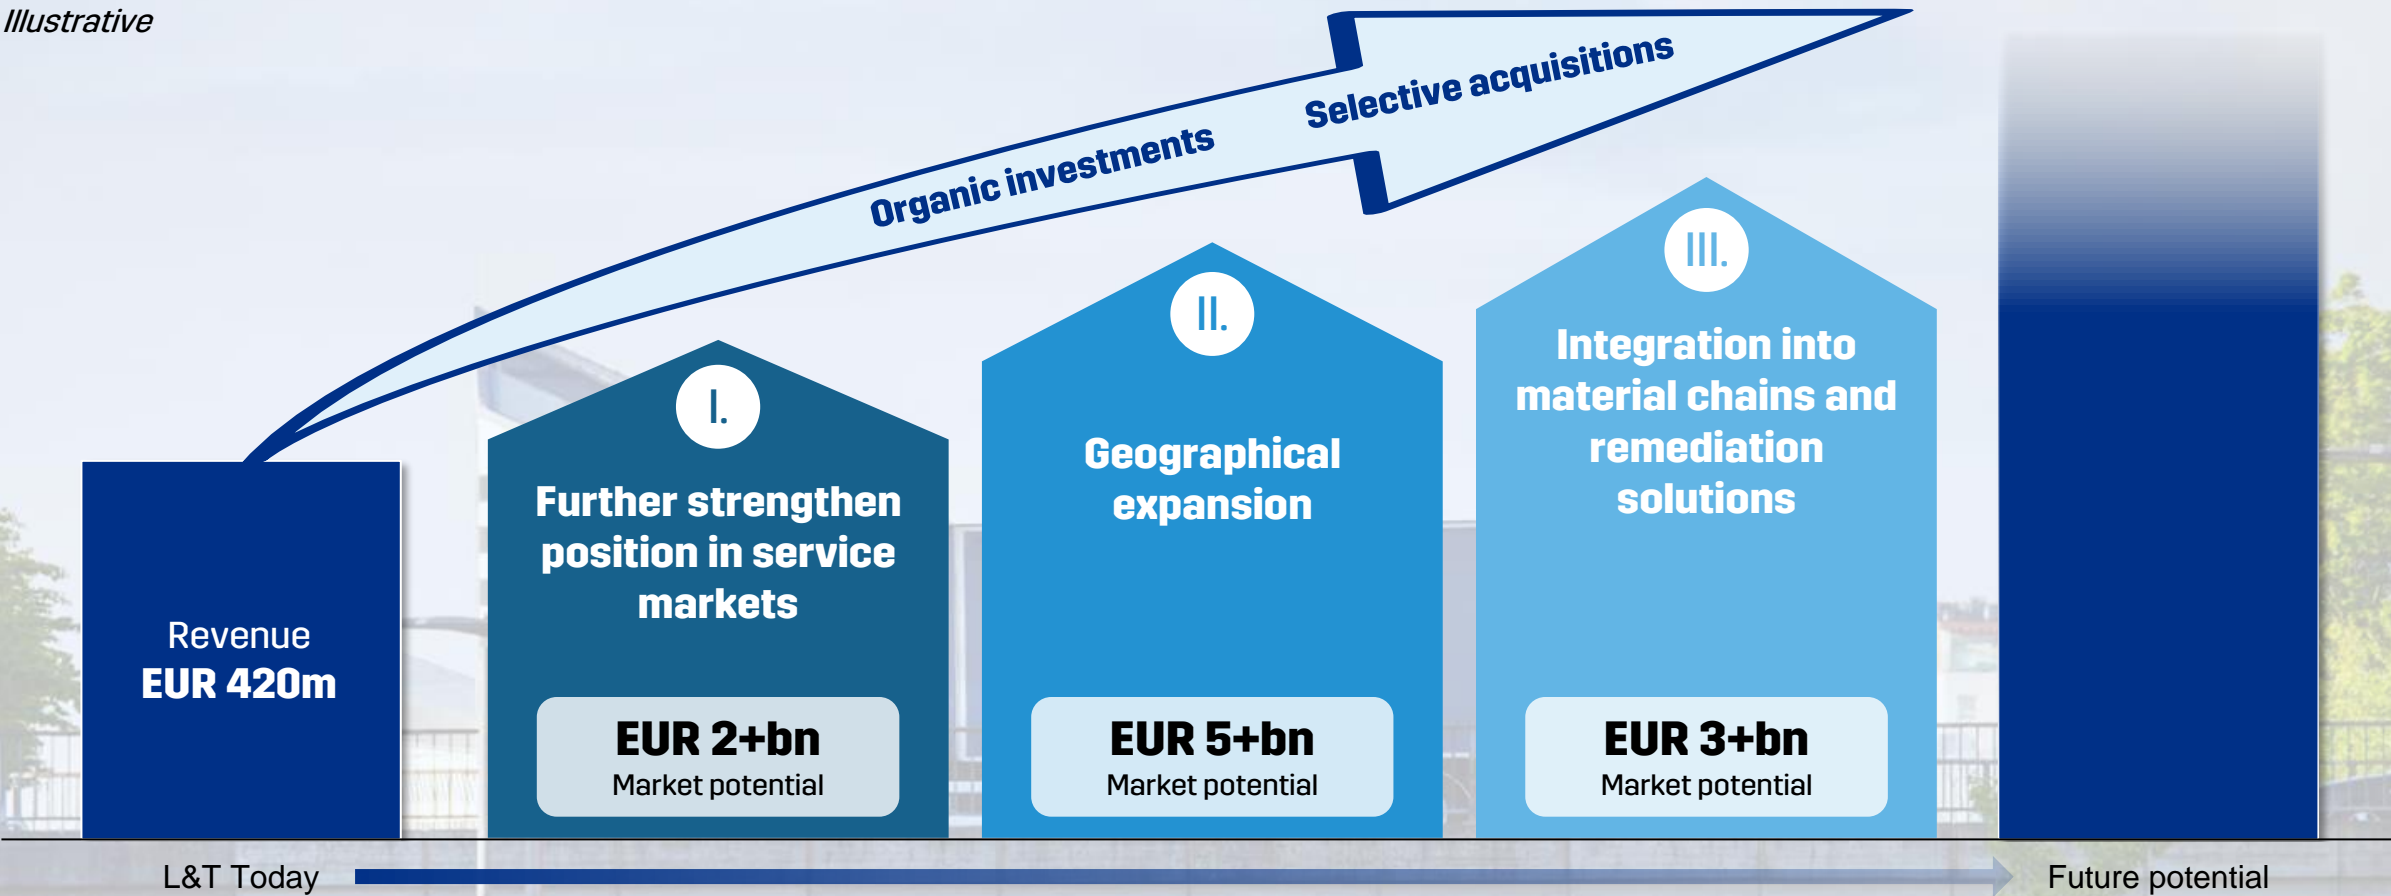 Illustrative
Organic investments
Selective acquisitions
Revenue
EUR 420m
I.
Further strengthen
position in service
markets
EUR 2+bn
Market potential
II.
Geographical
expansion
EUR 5+bn
Market potential
III.
Integration into
material chains and
remediation
solutions
EUR 3+bn
Market potential
L&T Today
Future potential